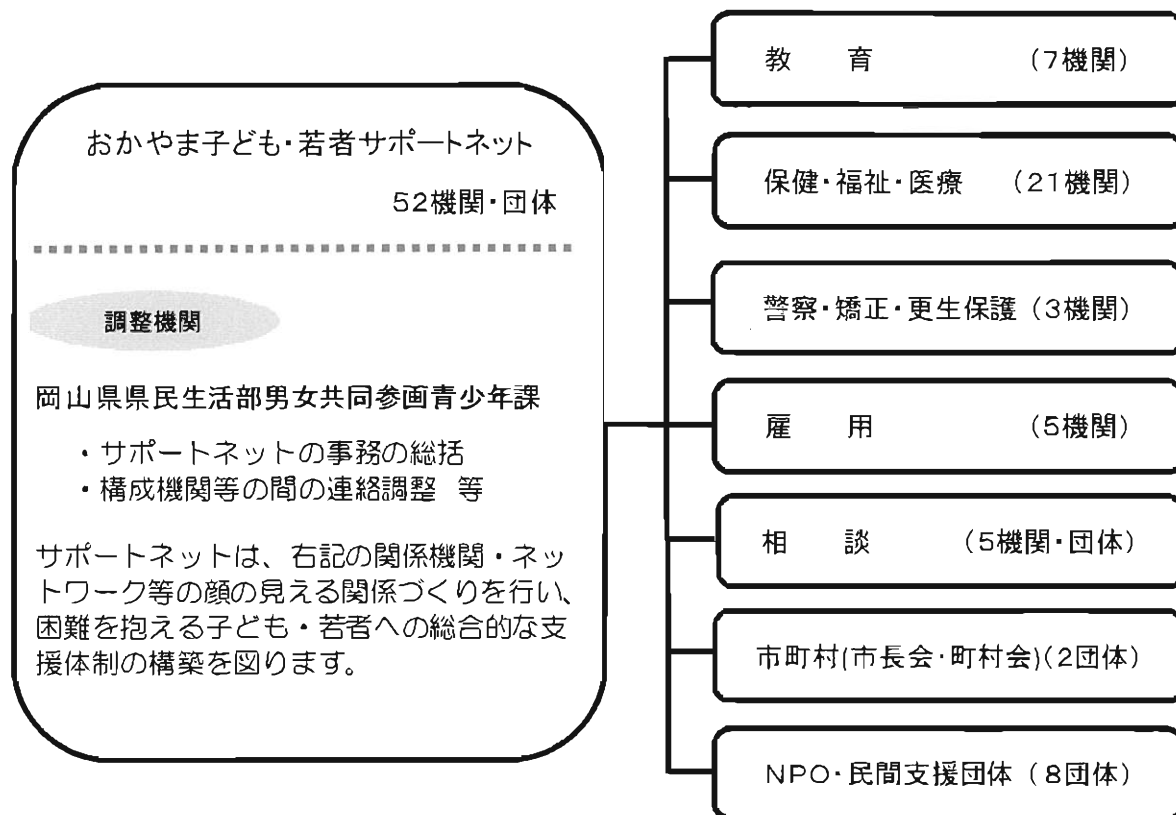 おかやま子ども・若者サポートネット
52機関・団体
調整機関
岡山県県民生活部男女共同参画青少年課
・サポートネットの事務の総括
・構成機関等の間の連絡調整 等
サポートネットは、右記の関係機関・ネッ
トワーク等の顔の見える関係づくりを行い、
困難を抱える子ども・若者への総合的な支
援体制の構築を図ります。
教 育 (7機関)
保健・福祉・医療 (21機関)
警察・矯正・更生保護 (3機関)
雇 用 (5機関)
相 談 (5機関・団体)
市町村(市長会・町村会)(2団体)
NPO・民間支援団体 (8団体)